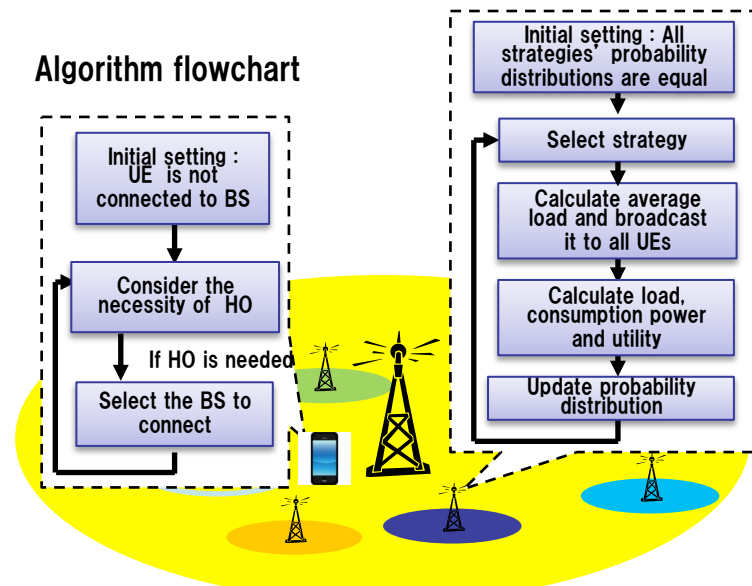 Algorithm flowchart
Initial setting :
UE is not
connected to BS
Consider the
necessity of HO
If HO is needed
Select the BS to
connect
Initial setting : All
strategies' probability
distributions are equal
Select strategy
Calculate average
load and broadcast
it to all UEs
Calculate load,
consumption power
and utility
Update probability
distribution